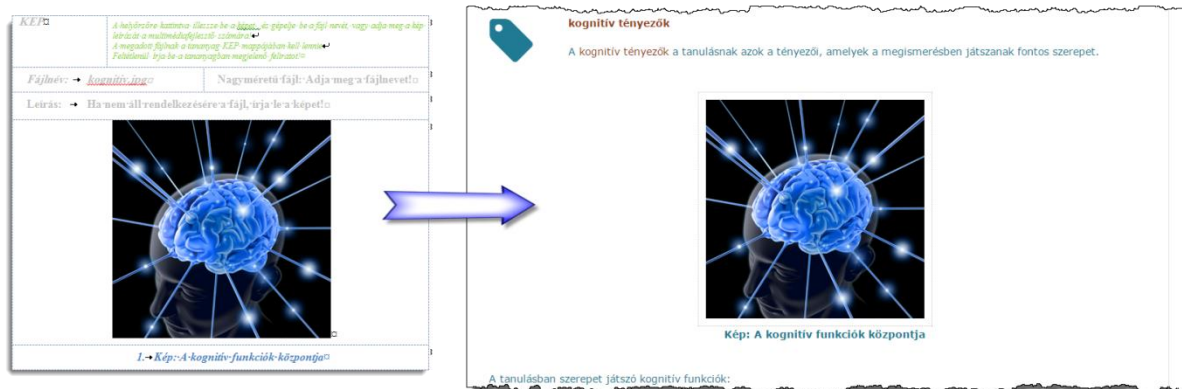 KÉP¤
A·helyőrzőre·kattintva·illessze·be·a·képet,·és·gépelje·be·a·fájl·nevét,·vagy·adja·meg·a·kép·
leírását·a·multimédiafejlesztő·számára!↵
A·megadott·fájlnak·a·tananyag·KEP·mappájában·kell·lennie↵
Feltétlenül·írja·be·a·tananyagban·megjelenő·feliratot!¤
Fájlnév: → kognitív.jpg¤
Nagyméretű·fájl:·Adja·meg·a·fájlnevet!¤
Leírás: → Ha·nem·áll·rendelkezésére·a·fájl,·írja·le·a·képet!¤
1.→Kép:·A·kognitív·funkciók·központja¤
kognitív tényezők
A kognitív tényezők a tanulásnak azok a tényezői, amelyek a megismerésben játszanak fontos szerepet.
Kép: A kognitív funkciók központja
A tanulásban szerepet játszó kognitív funkciók: